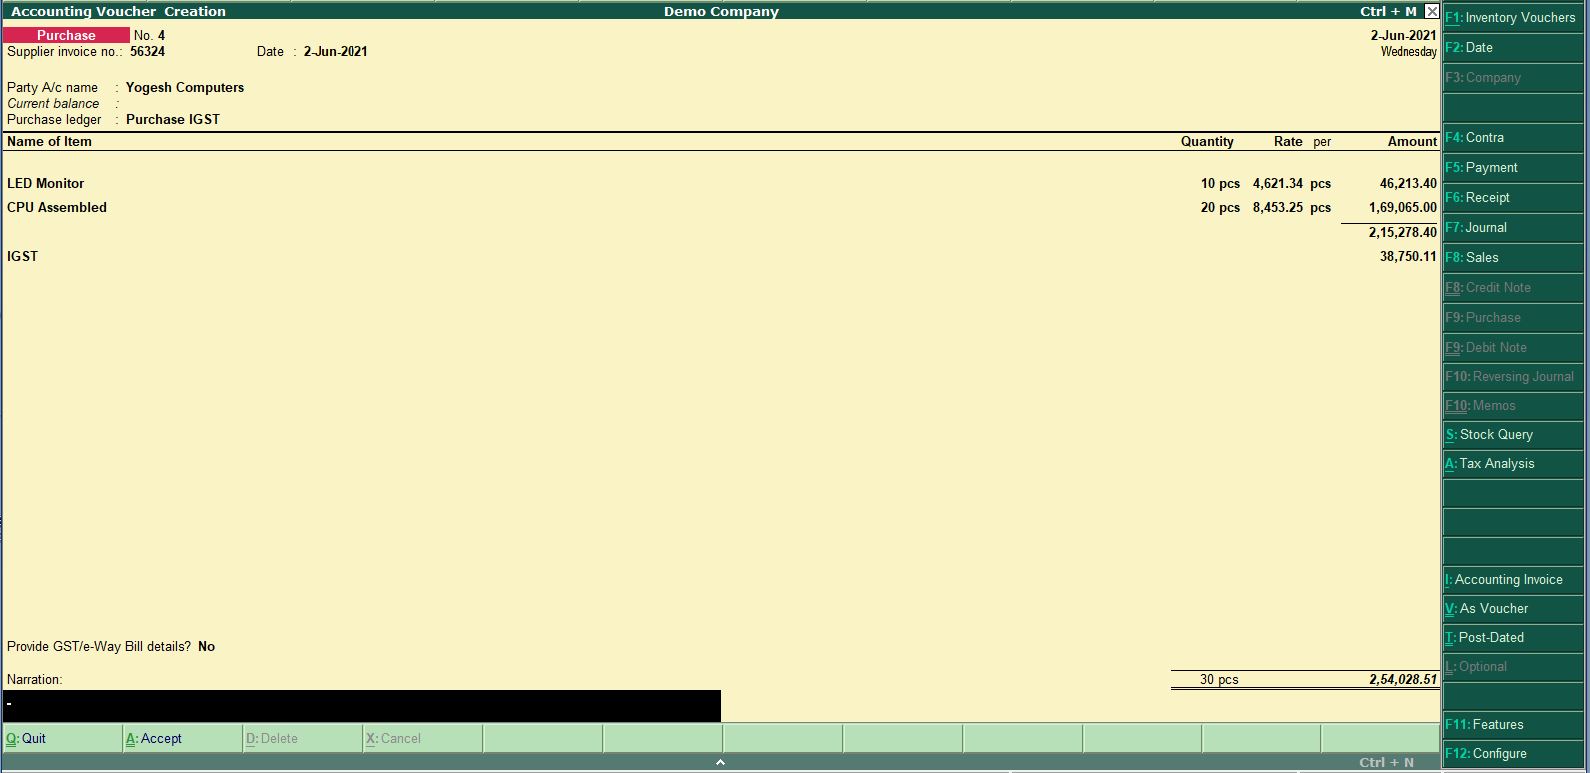 Accounting Voucher Creation Demo Company Ctrl + M
Purchase No. 4 2-Jun-2021
Supplier invoice no.: 56324 Date : 2-Jun-2021 Wednesday
Party A/c name : Yogesh Computers
Current balance :
Purchase ledger : Purchase IGST
Name of Item Quantity Rate per Amount
LED Monitor 10 pcs 4,621.34 pcs 46,213.40
CPU Assembled 20 pcs 8,453.25 pcs 1,69,065.00
2,15,278.40
IGST 38,750.11
Provide GST/e-Way Bill details? No
Narration: 30 pcs 2,54,028.51
Q: Quit A: Accept D: Delete X: Cancel
Ctrl + N
F1: Inventory Vouchers
F2: Date
F3: Company
F4: Contra
F5: Payment
F6: Receipt
F7: Journal
F8: Sales
F8: Credit Note
F9: Purchase
F9: Debit Note
F10: Reversing Journal
F10: Memos
S: Stock Query
A: Tax Analysis
I: Accounting Invoice
V: As Voucher
T: Post-Dated
L: Optional
F11: Features
F12: Configure